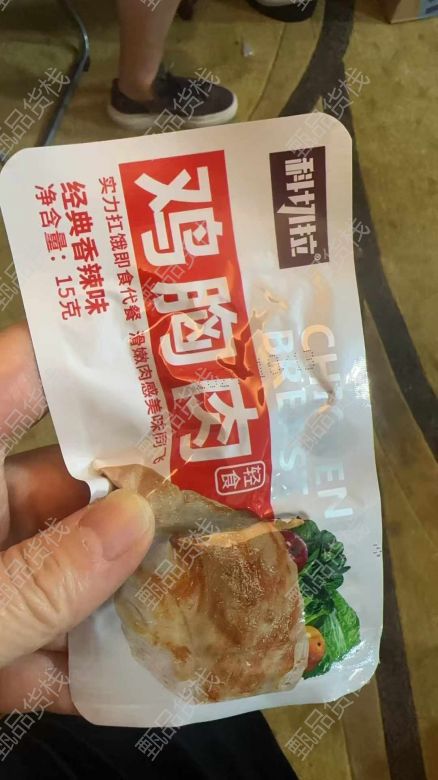 科切拉
CHICKEN
BREAST
鸡胸肉
轻食
实力扛饿即食代餐 滑嫩肉感美味同飞
经典香辣味
净含量：15克
甄品货栈